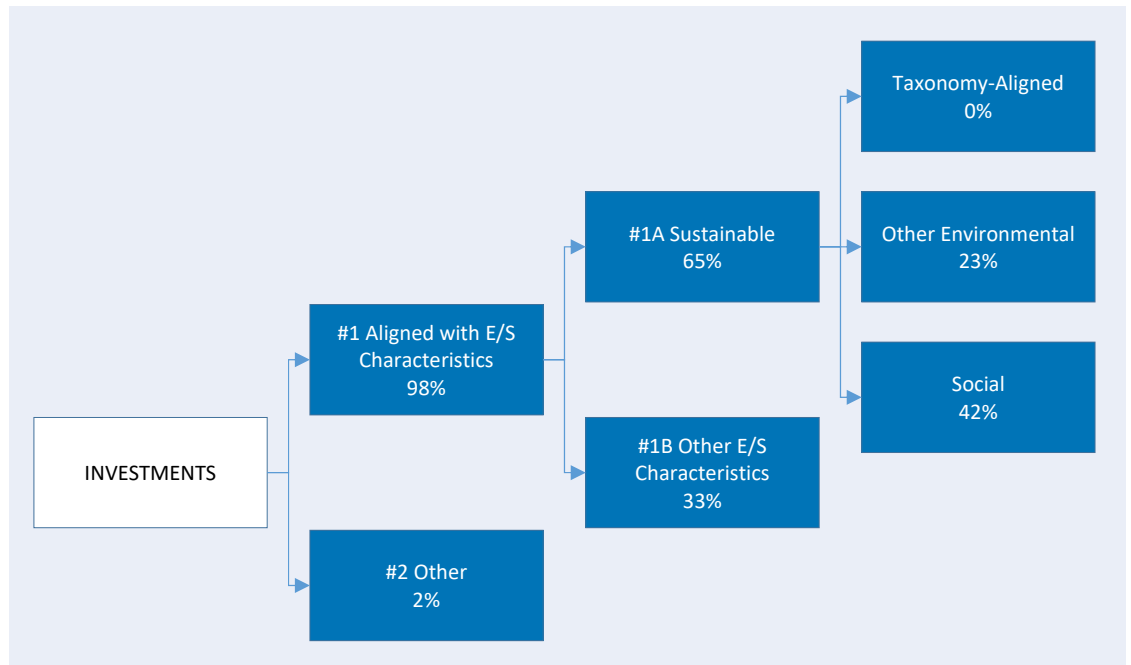 INVESTMENTS
#1 Aligned with E/S
Characteristics
98%
#2 Other
2%
#1A Sustainable
65%
#1B Other E/S
Characteristics
33%
Taxonomy-Aligned
0%
Other Environmental
23%
Social
42%